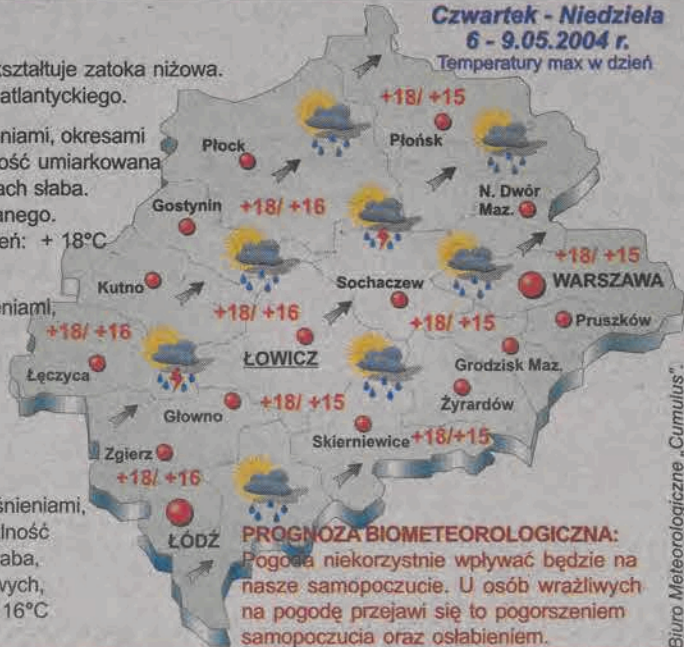 Czwartek - Niedziela
6 - 9.05.2004 r.
Temperatury max w dzień
kształtuje zatoka niżowa.
atlantyckiego.
eniami, okresami
ość umiarkowana
ach słaba.
anego.
eń: + 18°C
eniami,
śnieniami,
lność
aba,
wych,
16°C
+18/ +15
Płońsk
Płock
N. Dwór
Maz.
Gostynin
+18/ +16
+18/ +15
WARSZAWA
Kutno
Sochaczew
+18/ +16
+18/ +15
Pruszków
+18/ +16
ŁOWICZ
Grodzisk Maz.
Łęczyca
Żyrardów
Głowno
+18/ +15
Skierniewice
+18/+15
Zgierz
+18/ +16
ŁÓDŹ
PROGNOZA BIOMETEOROLOGICZNA:
Pogoda niekorzystnie wpływać będzie na
nasze samopoczucie. U osób wrażliwych
na pogodę przejawi się to pogorszeniem
samopoczucia oraz osłabieniem.
Biuro Meteorologiczne „Cumulus”.